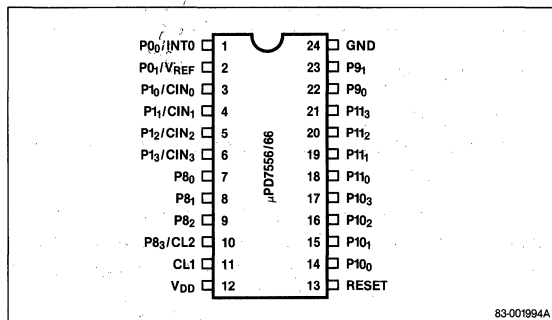 P0₀/INT0 1 24 GND
P0₁/VREF 2 23 P9₁
P1₀/CIN₀ 3 22 P9₀
P1₁/CIN₁ 4 21 P11₃
P1₂/CIN₂ 5 20 P11₂
P1₃/CIN₃ 6 19 P11₁
P8₀ 7 18 P11₀
P8₁ 8 17 P10₃
P8₂ 9 16 P10₂
P8₃/CL2 10 15 P10₁
CL1 11 14 P10₀
VDD 12 13 RESET
μPD7556/66
83-001994A